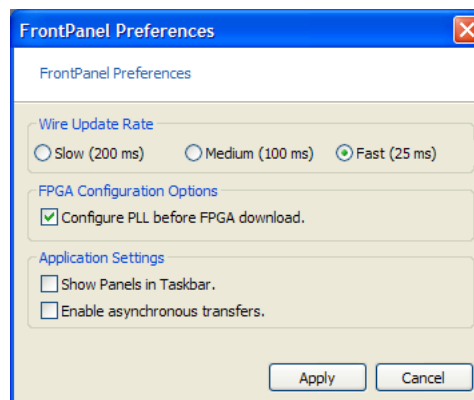 FrontPanel Preferences
FrontPanel Preferences
Wire Update Rate
Slow (200 ms) Medium (100 ms) Fast (25 ms)
FPGA Configuration Options
Configure PLL before FPGA download.
Application Settings
Show Panels in Taskbar.
Enable asynchronous transfers.
Apply Cancel